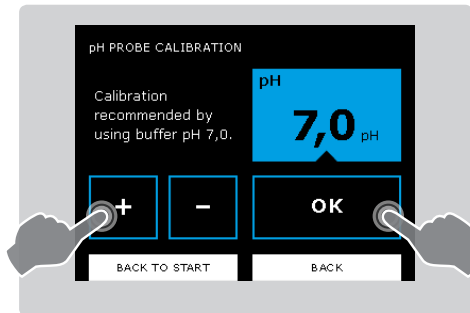 pH PROBE CALIBRATION
Calibration
recommended by
using buffer pH 7,0.
pH
7,0 pH
+ - OK
BACK TO START BACK